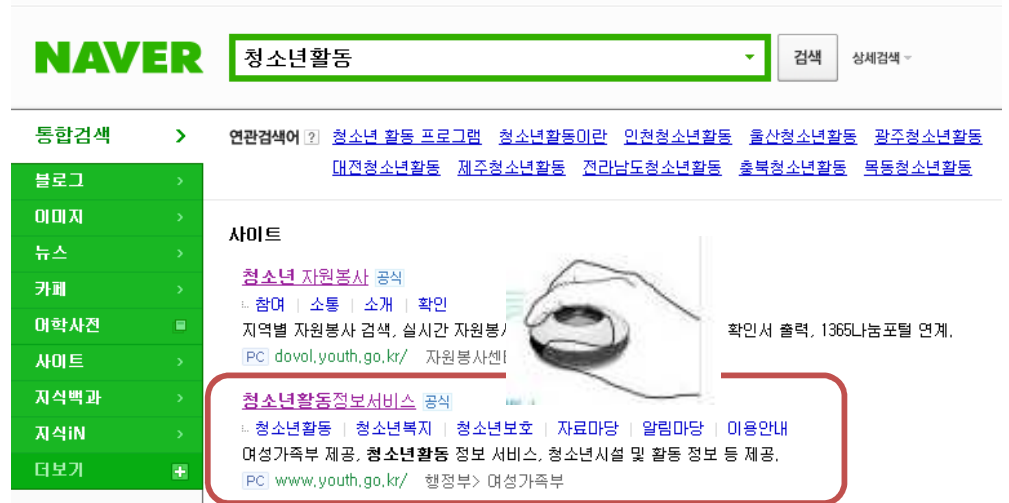 NAVER 청소년활동 검색 상세검색
통합검색
연관검색어 ? 청소년 활동 프로그램 청소년활동이란 인천청소년활동 울산청소년활동 광주청소년활동
대전청소년활동 제주청소년활동 전라남도청소년활동 충북청소년활동 목동청소년활동
블로그
이미지
뉴스
카페
어학사전
사이트
지식백과
지식iN
더보기
사이트
청소년 자원봉사 공식
참여 | 소통 | 소개 | 확인
지역별 자원봉사 검색, 실시간 자원봉 확인서 출력, 1365나눔포털 연계.
PC dovol.youth.go.kr/ 자원봉사센
청소년활동정보서비스 공식
청소년활동 | 청소년복지 | 청소년보호 | 자료마당 | 알림마당 | 이용안내
여성가족부 제공, 청소년활동 정보 서비스, 청소년시설 및 활동 정보 등 제공.
PC www.youth.go.kr/ 행정부> 여성가족부